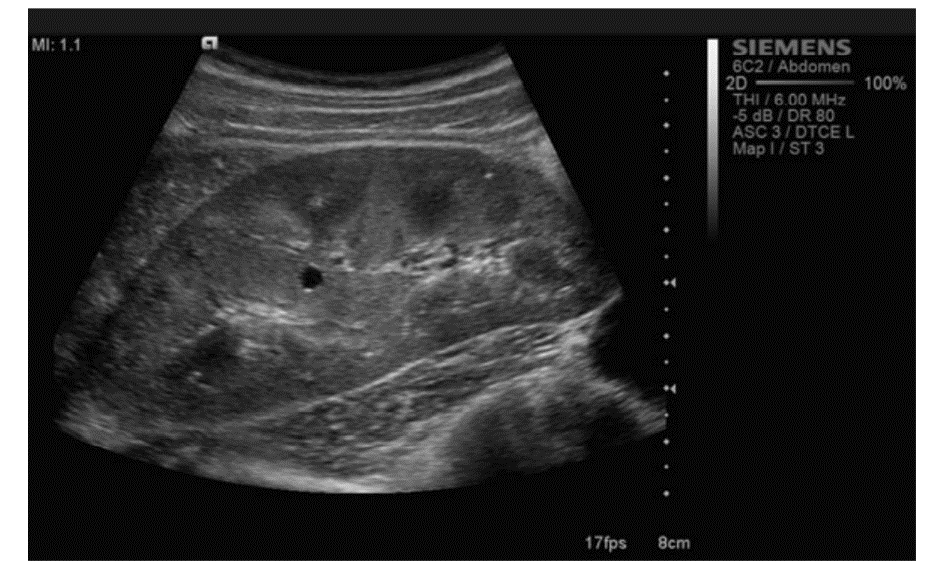 MI: 1.1
SIEMENS
6C2 / Abdomen
2D 100%
THI / 6.00 MHz
-5 dB / DR 80
ASC 3 / DTCE L
Map I / ST 3
17fps 8cm